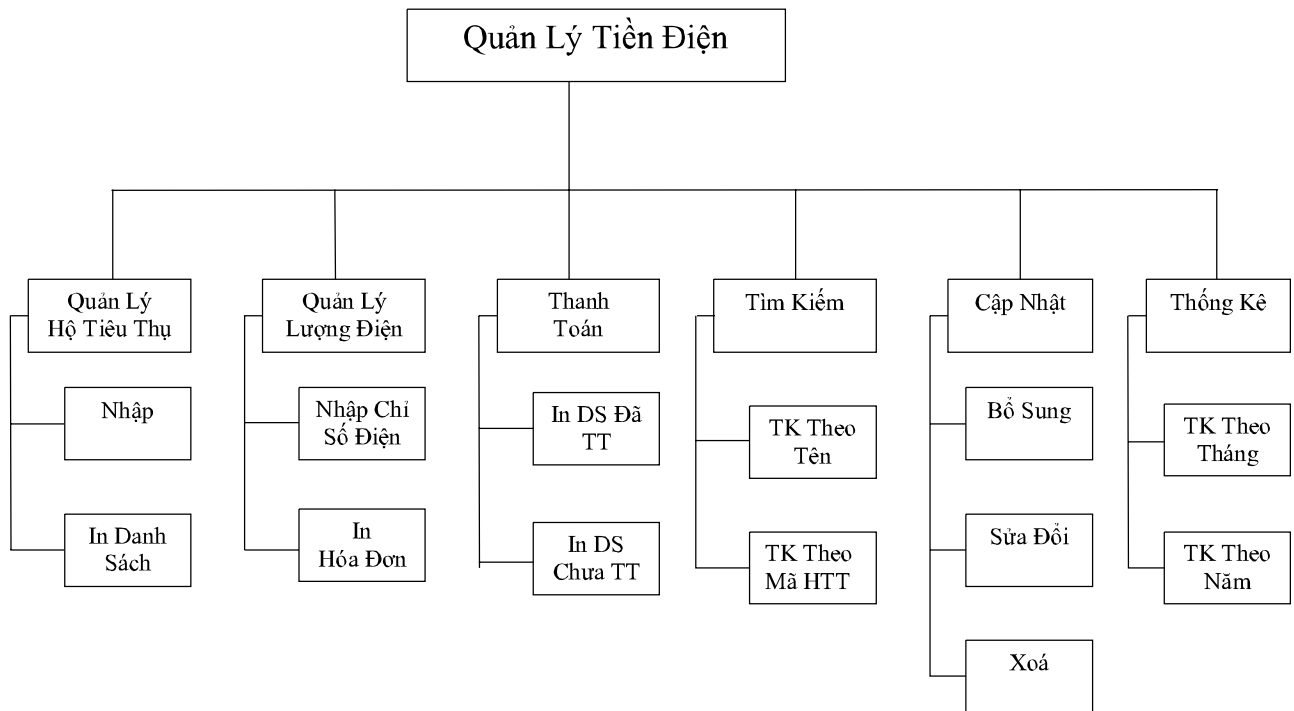 Quản Lý Tiền Điện
Quản Lý
Hộ Tiêu Thụ
Quản Lý
Lượng Điện
Thanh
Toán
Tìm Kiếm
Cập Nhật
Thống Kê
Nhập
In Danh
Sách
Nhập Chỉ
Số Điện
In
Hóa Đơn
In DS Đã
TT
In DS
Chưa TT
TK Theo
Tên
TK Theo
Mã HTT
Bổ Sung
Sửa Đổi
Xoá
TK Theo
Tháng
TK Theo
Năm